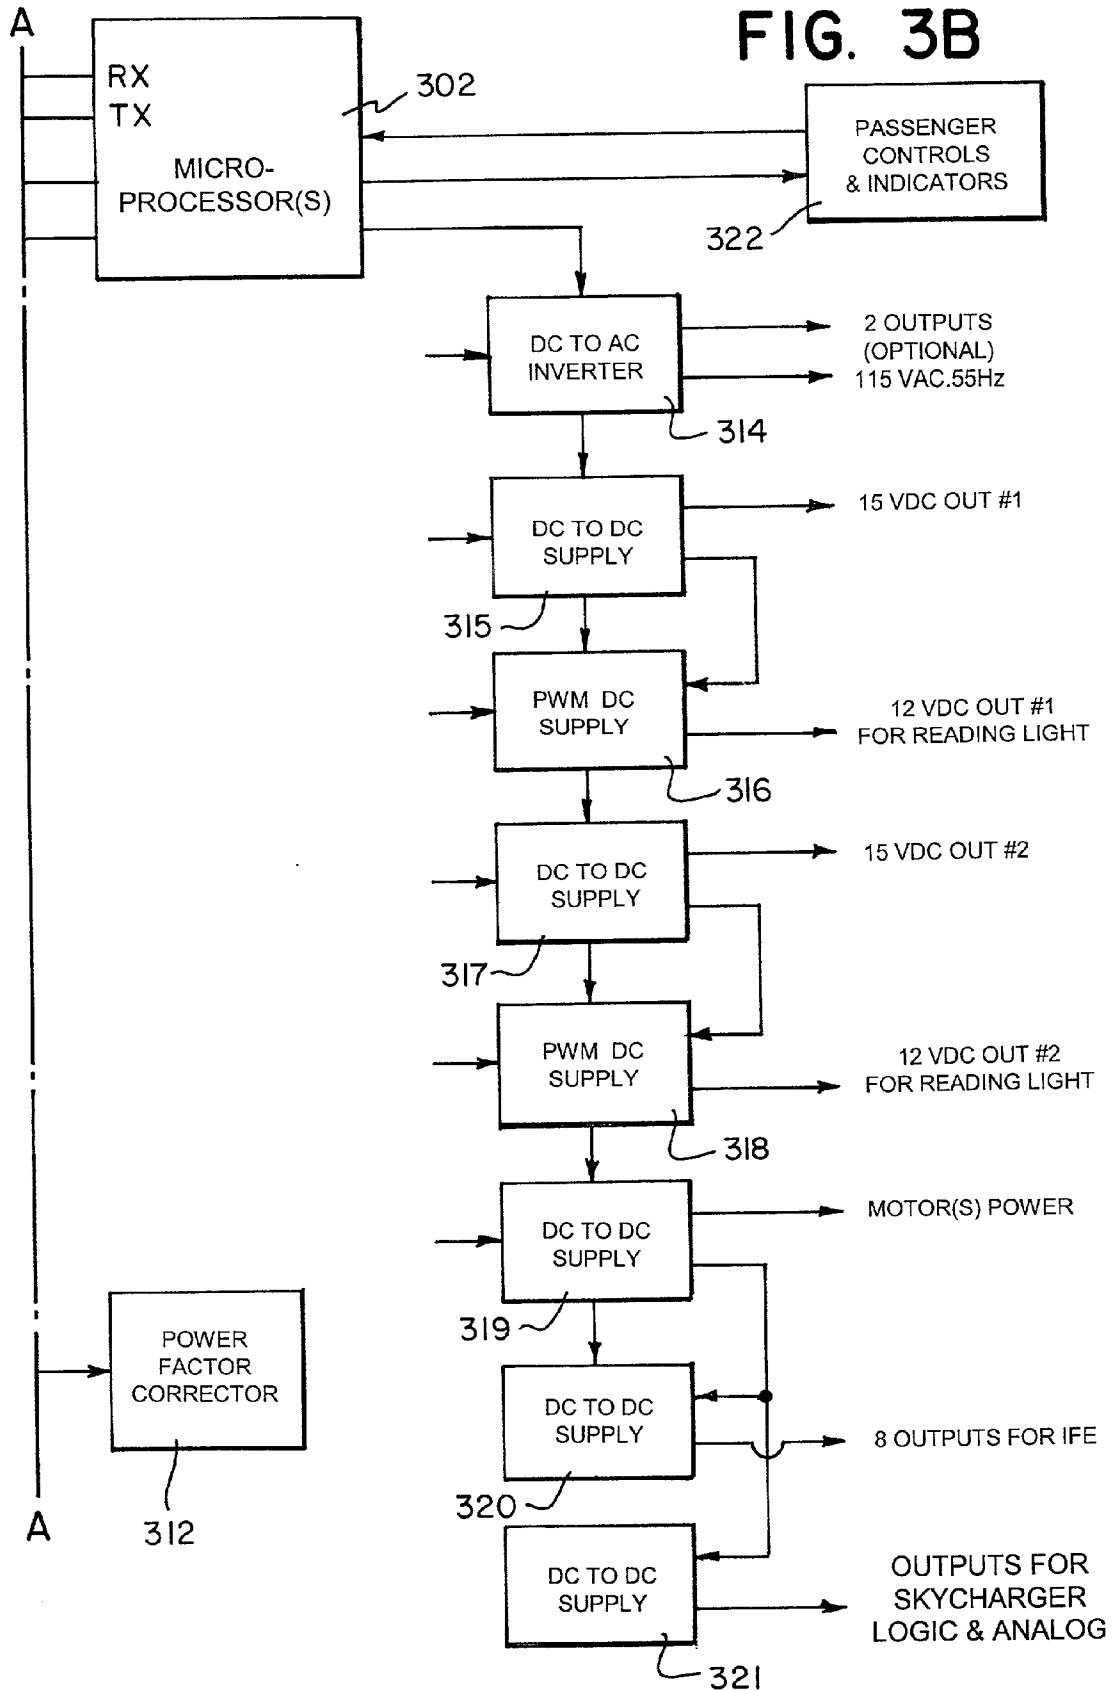 A
FIG. 3B
RX
TX
MICRO-
PROCESSOR(S)
302
PASSENGER
CONTROLS
& INDICATORS
322
DC TO AC
INVERTER
314
2 OUTPUTS
(OPTIONAL)
115 VAC.55Hz
DC TO DC
SUPPLY
315
15 VDC OUT #1
PWM DC
SUPPLY
316
12 VDC OUT #1
FOR READING LIGHT
DC TO DC
SUPPLY
317
15 VDC OUT #2
PWM DC
SUPPLY
318
12 VDC OUT #2
FOR READING LIGHT
DC TO DC
SUPPLY
319
MOTOR(S) POWER
POWER
FACTOR
CORRECTOR
312
DC TO DC
SUPPLY
320
8 OUTPUTS FOR IFE
A
DC TO DC
SUPPLY
321
OUTPUTS FOR
SKYCHARGER
LOGIC & ANALOG